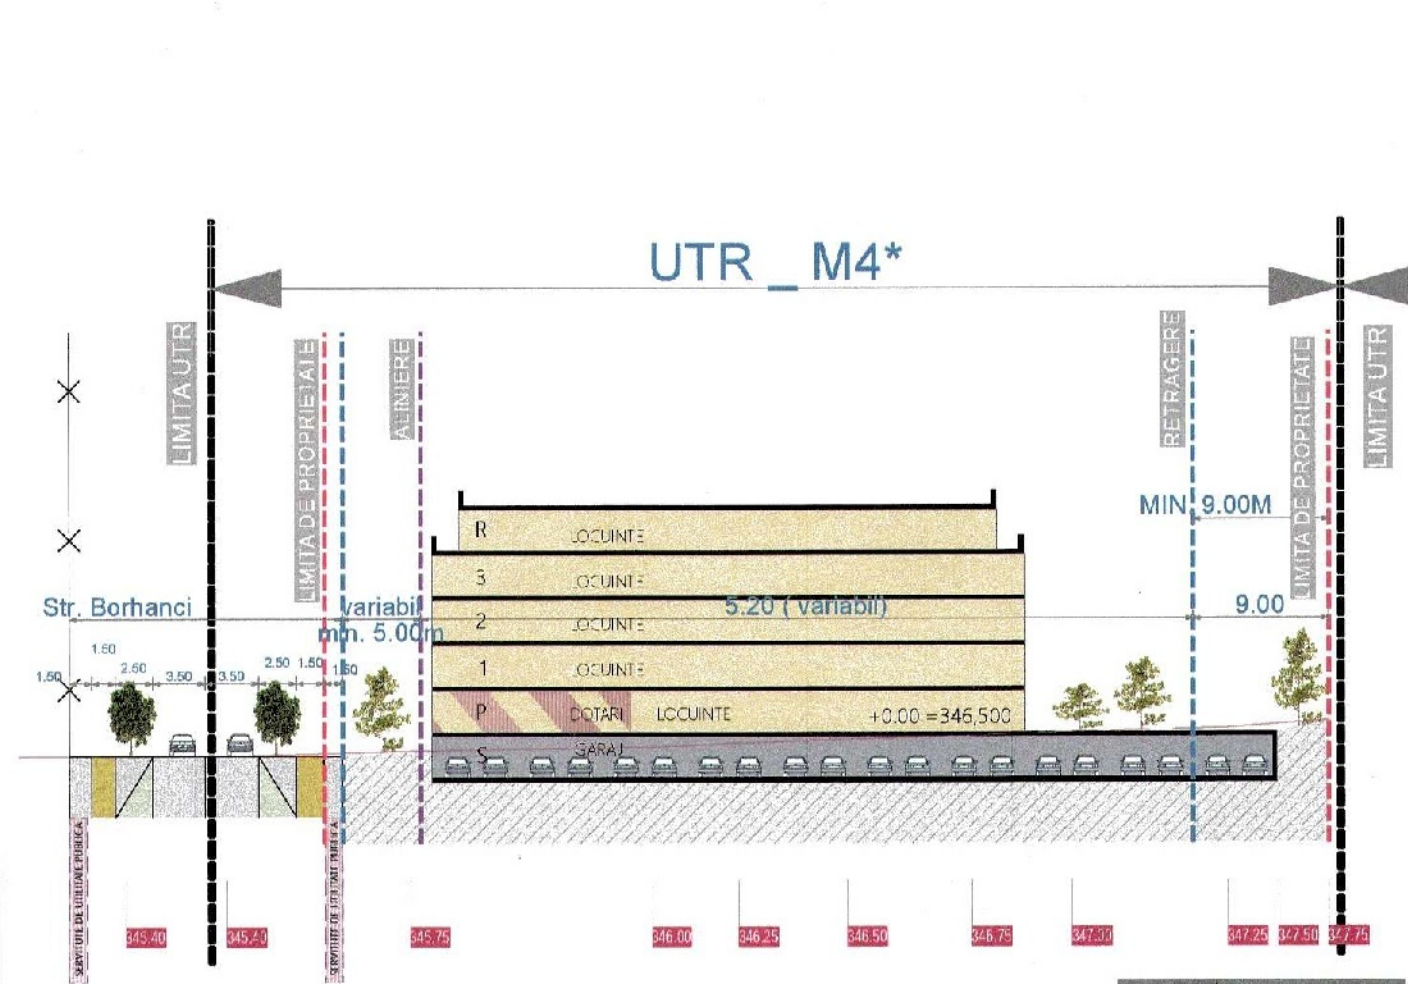 UTR _ M4*
LIMITA UTR
LIMITA DE PROPRIETATE
ALINIERE
RETRAGERE
LIMITA DE PROPRIETATE
LIMITA UTR
MIN. 9.00M
R LOCUINTE
3 LOCUINTE
Str. Borhanci
variabil
min. 5.00m
5.20 ( variabil)
9.00
2 LOCUINTE
1.50 1.50 2.50 3.50 3.50 2.50 1.50 1.50
1 LOCUINTE
P DOTARI LOCUINTE +0.00 =346,500
S GARAJ
SERVITUTE DE UTILITATE PUBLICA
SERVITUTE DE UTILITATE PUBLICA
345.40 345.40 345.75 346.00 346.25 346.50 346.75 347.00 347.25 347.50 347.75